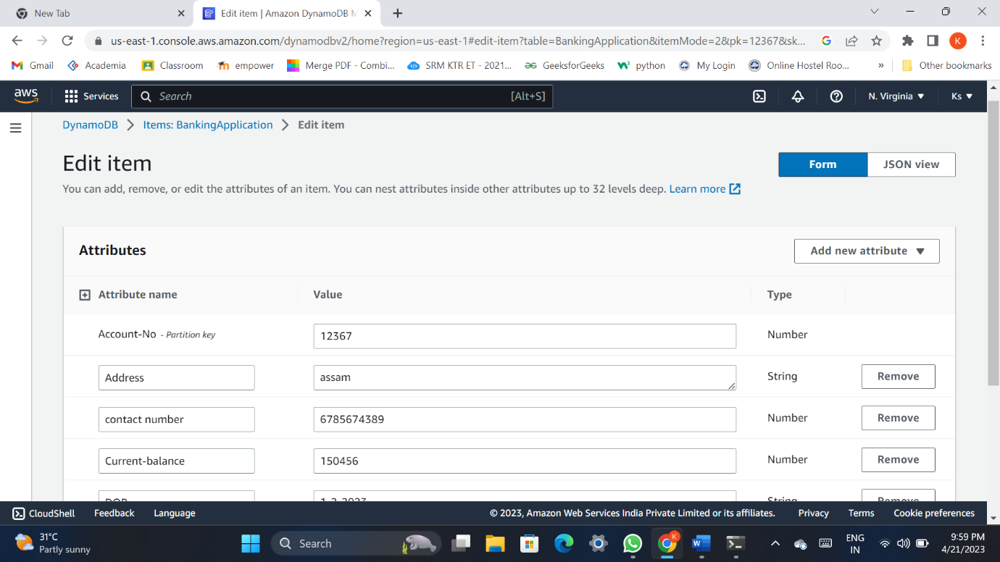 New Tab
Edit item | Amazon DynamoDB M
us-east-1.console.aws.amazon.com/dynamodbv2/home?region=us-east-1#edit-item?table=BankingApplication&itemMode=2&pk=12367&sk...
K
Gmail Academia Classroom empower Merge PDF - Combi... SRM KTR ET - 2021... GeeksforGeeks python My Login Online Hostel Roo... » Other bookmarks
aws Services Search [Alt+S] N. Virginia Ks
DynamoDB Items: BankingApplication Edit item
Edit item
Form JSON view
You can add, remove, or edit the attributes of an item. You can nest attributes inside other attributes up to 32 levels deep. Learn more
Attributes
Add new attribute
Attribute name Value Type
Account-No - Partition key 12367 Number
Address assam String Remove
contact number 6785674389 Number Remove
Current-balance 150456 Number Remove
String Remove
CloudShell Feedback Language © 2023, Amazon Web Services India Private Limited or its affiliates. Privacy Terms Cookie preferences
31°C
Partly sunny
Search
ENG
IN
9:59 PM
4/21/2023